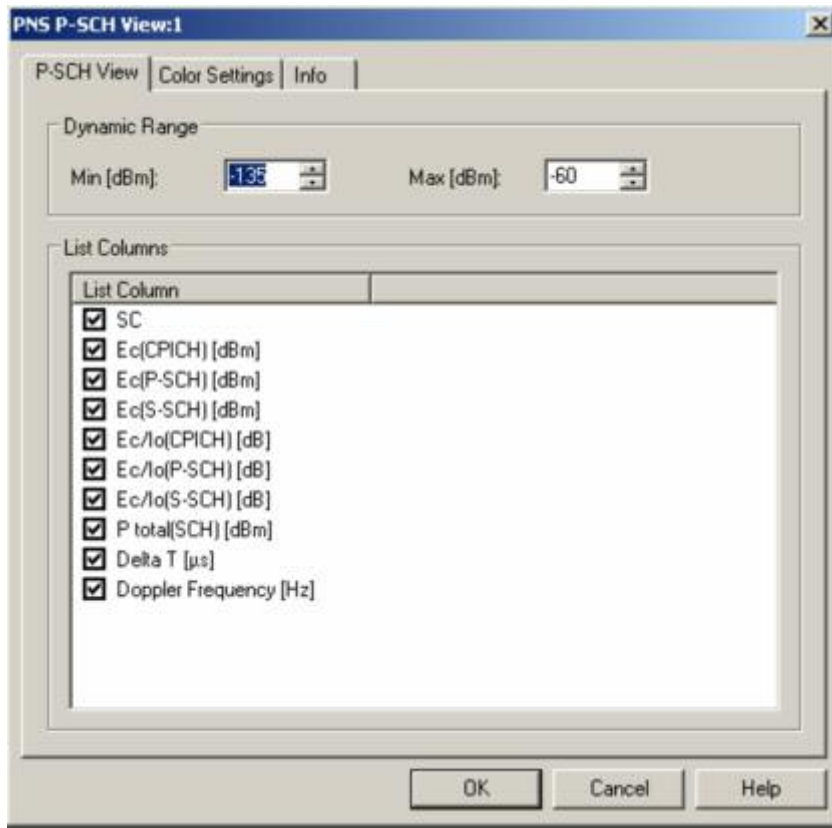 PNS P-SCH View:1
P-SCH View Color Settings Info
Dynamic Range
Min [dBm]: -135 Max [dBm]: -60
List Columns
List Column
SC
Ec(CPICH) [dBm]
Ec(P-SCH) [dBm]
Ec(S-SCH) [dBm]
Ec/Io(CPICH) [dB]
Ec/Io(P-SCH) [dB]
Ec/Io(S-SCH) [dB]
P total(SCH) [dBm]
Delta T [µs]
Doppler Frequency [Hz]
OK Cancel Help